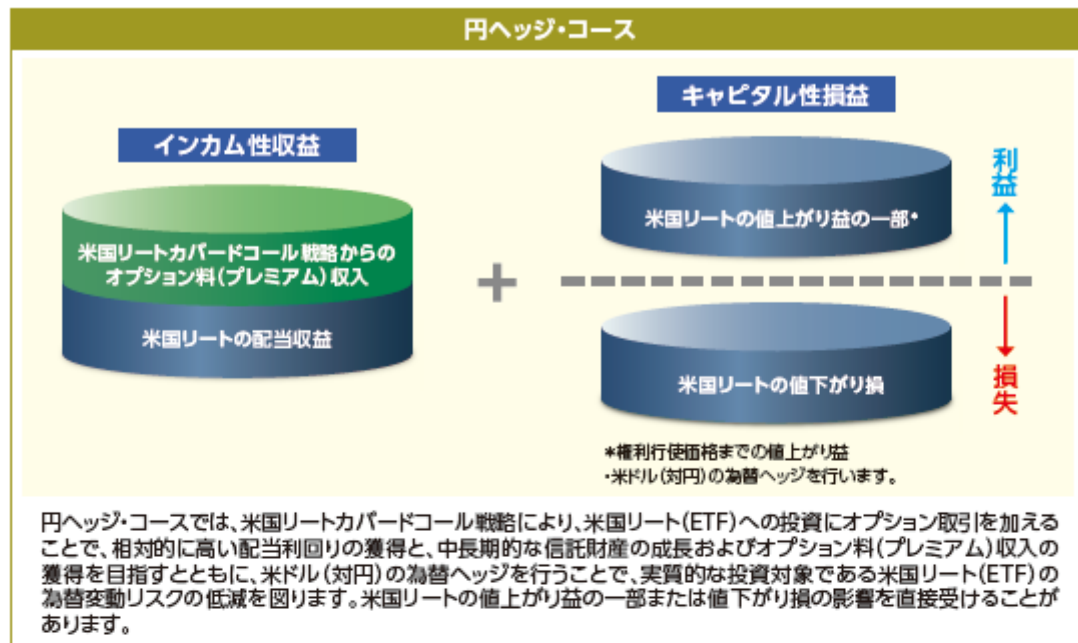 円ヘッジ・コース
インカム性収益
米国リートカバードコール戦略からの
オプション料(プレミアム)収入
米国リートの配当収益
+
キャピタル性損益
米国リートの値上がり益の一部*
利益
米国リートの値下がり損
損失
*権利行使価格までの値上がり益
・米ドル(対円)の為替ヘッジを行います。
円ヘッジ・コースでは、米国リートカバードコール戦略により、米国リート(ETF)への投資にオプション取引を加える
ことで、相対的に高い配当利回りの獲得と、中長期的な信託財産の成長およびオプション料(プレミアム)収入の
獲得を目指すとともに、米ドル(対円)の為替ヘッジを行うことで、実質的な投資対象である米国リート(ETF)の
為替変動リスクの低減を図ります。米国リートの値上がり益の一部または値下がり損の影響を直接受けることが
あります。